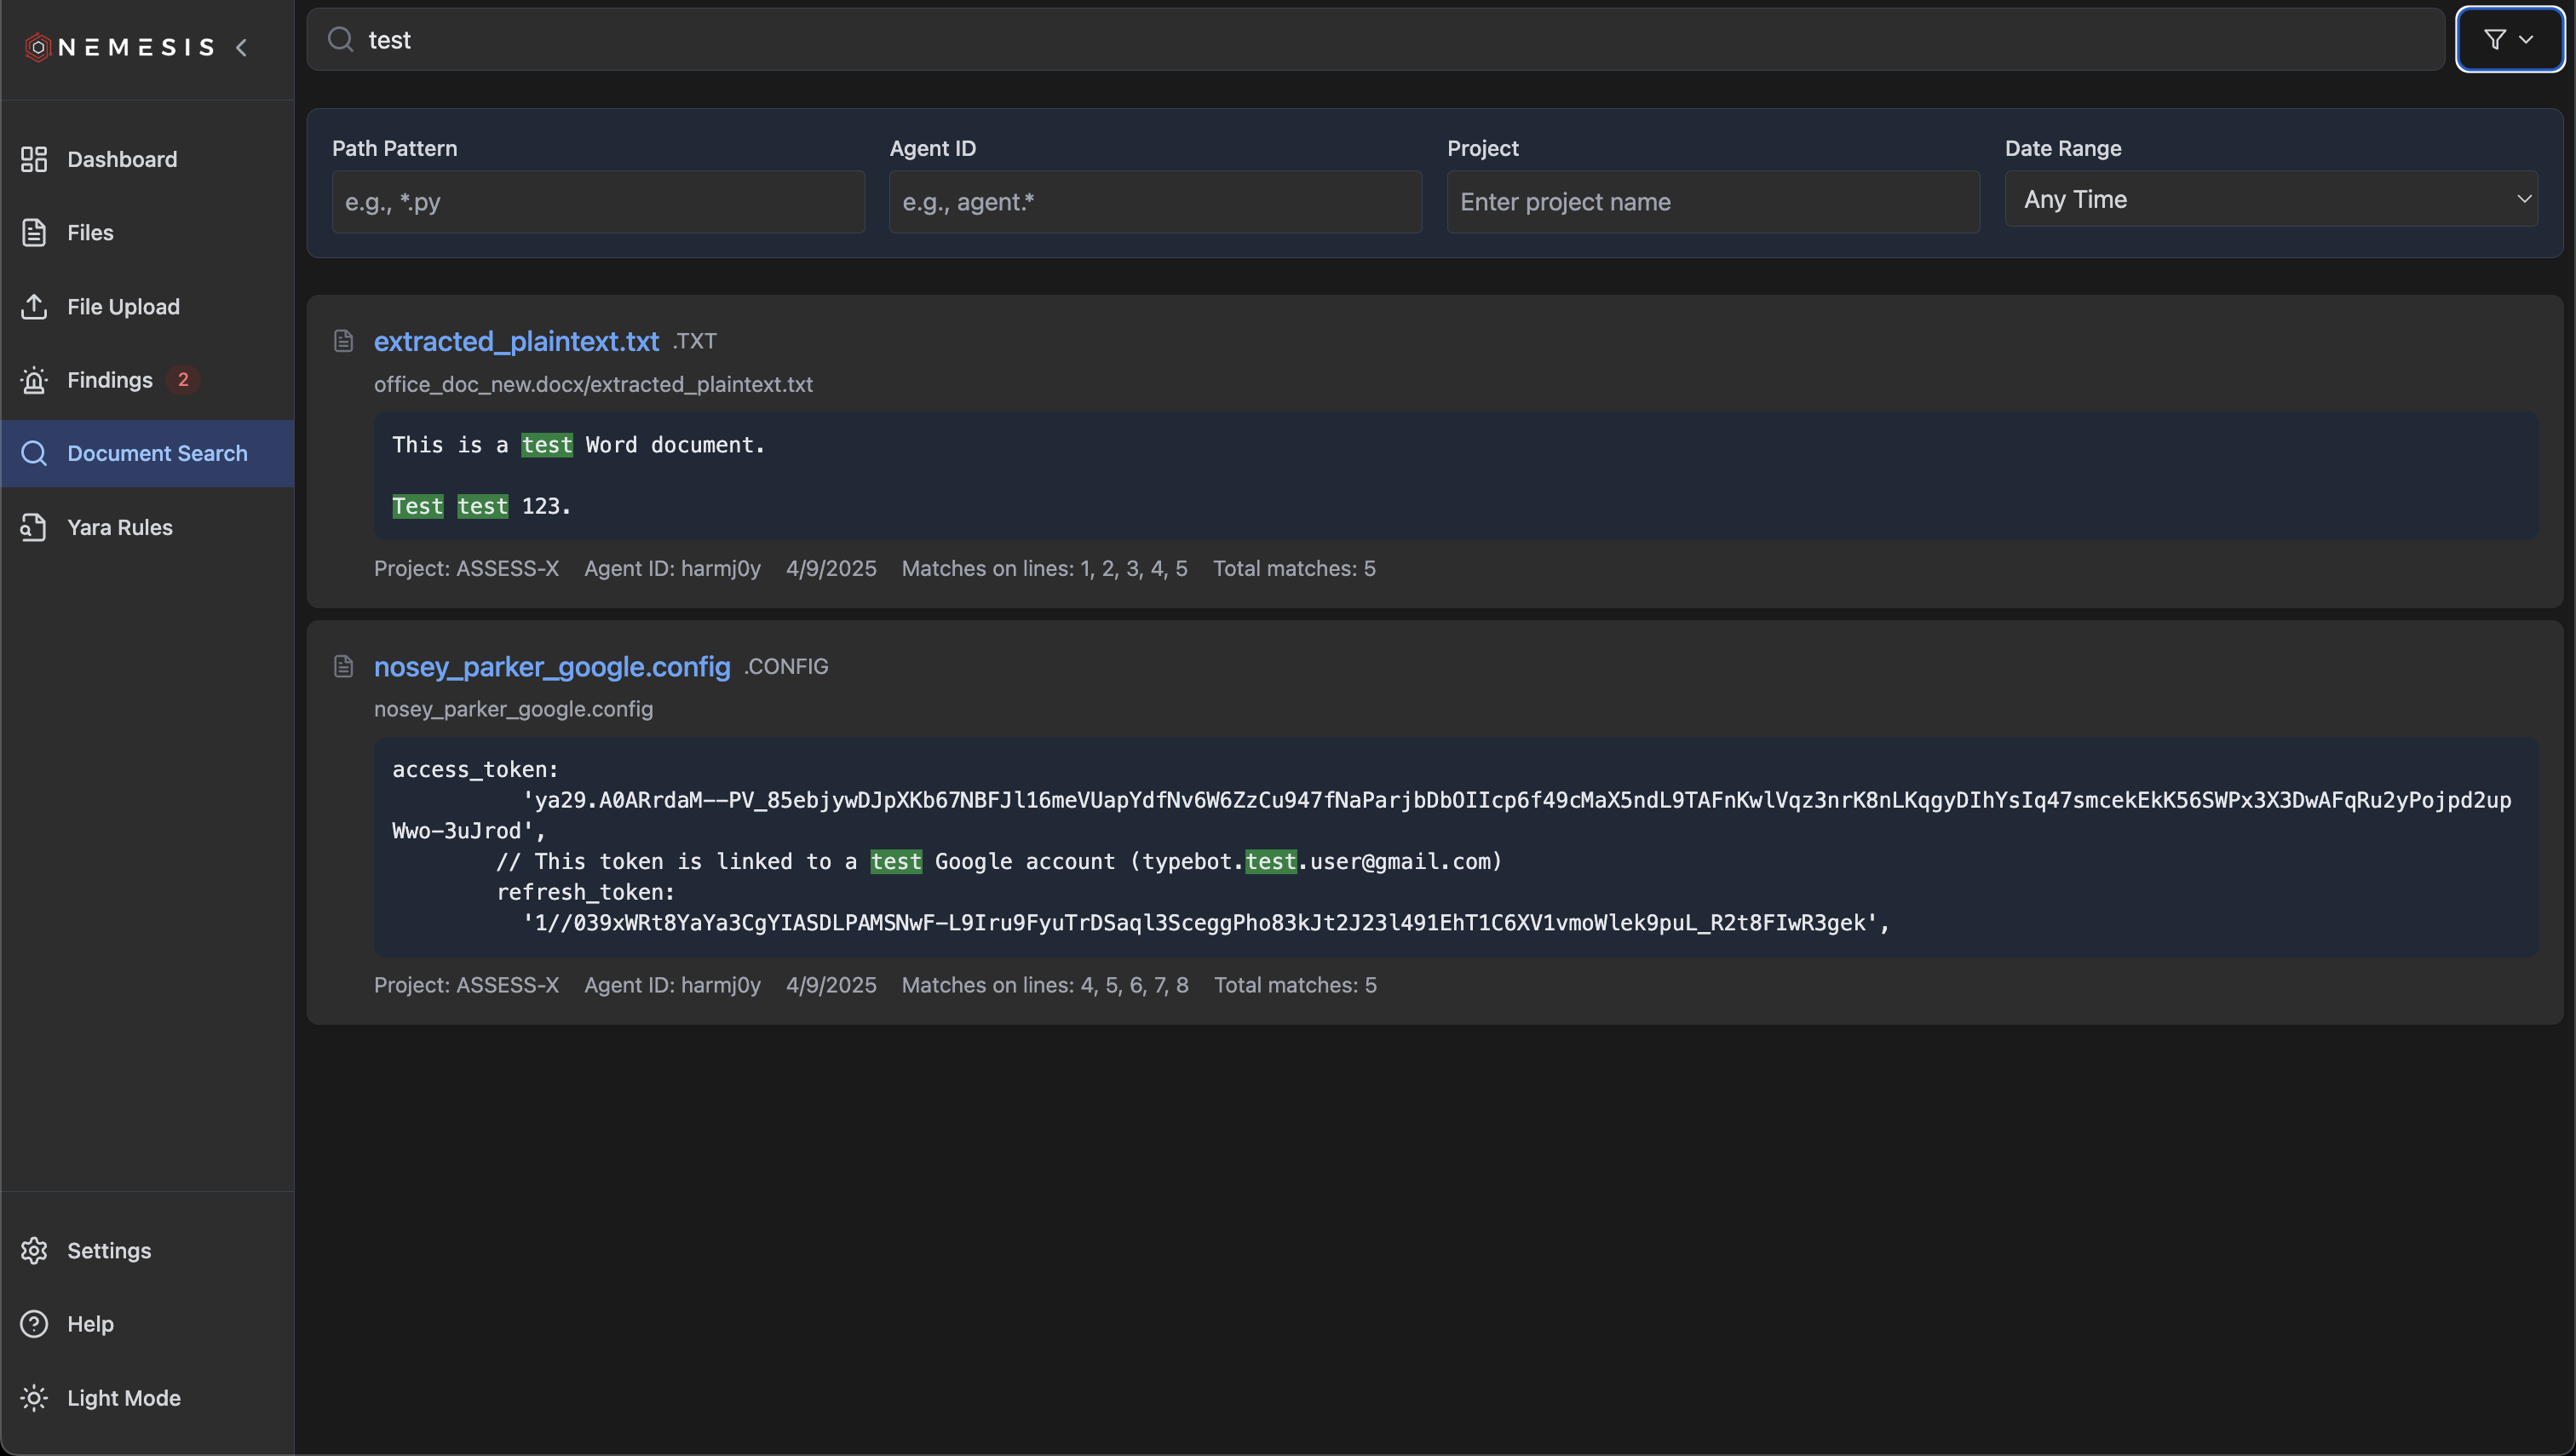 NEMESIS
Dashboard
Files
File Upload
Findings 2
Document Search
Yara Rules
Settings
Help
Light Mode
test
Path Pattern
e.g., *.py
Agent ID
e.g., agent.*
Project
Enter project name
Date Range
Any Time
extracted_plaintext.txt .TXT
office_doc_new.docx/extracted_plaintext.txt
This is a test Word document.
Test test 123.
Project: ASSESS-X Agent ID: harmj0y 4/9/2025 Matches on lines: 1, 2, 3, 4, 5 Total matches: 5
nosey_parker_google.config .CONFIG
nosey_parker_google.config
access_token:
'ya29.A0ARrdaM--PV_85ebjywDJpXKb67NBFJl16meVUapYdfNv6W6ZzCu947fNaParjbDbOIIcp6f49cMaX5ndL9TAFnKwlVqz3nrK8nLKqgyDIhYsIq47smcekEkK56SWPx3X3DwAFqRu2yPojpd2up
Wwo-3uJrod',
// This token is linked to a test Google account (typebot.test.user@gmail.com)
refresh_token:
'1//039xWRt8YaYa3CgYIASDLPAMSNwF-L9Iru9FyuTrDSaql3SceggPho83kJt2J23l491EhT1C6XV1vmoWlek9puL_R2t8FIwR3gek',
Project: ASSESS-X Agent ID: harmj0y 4/9/2025 Matches on lines: 4, 5, 6, 7, 8 Total matches: 5